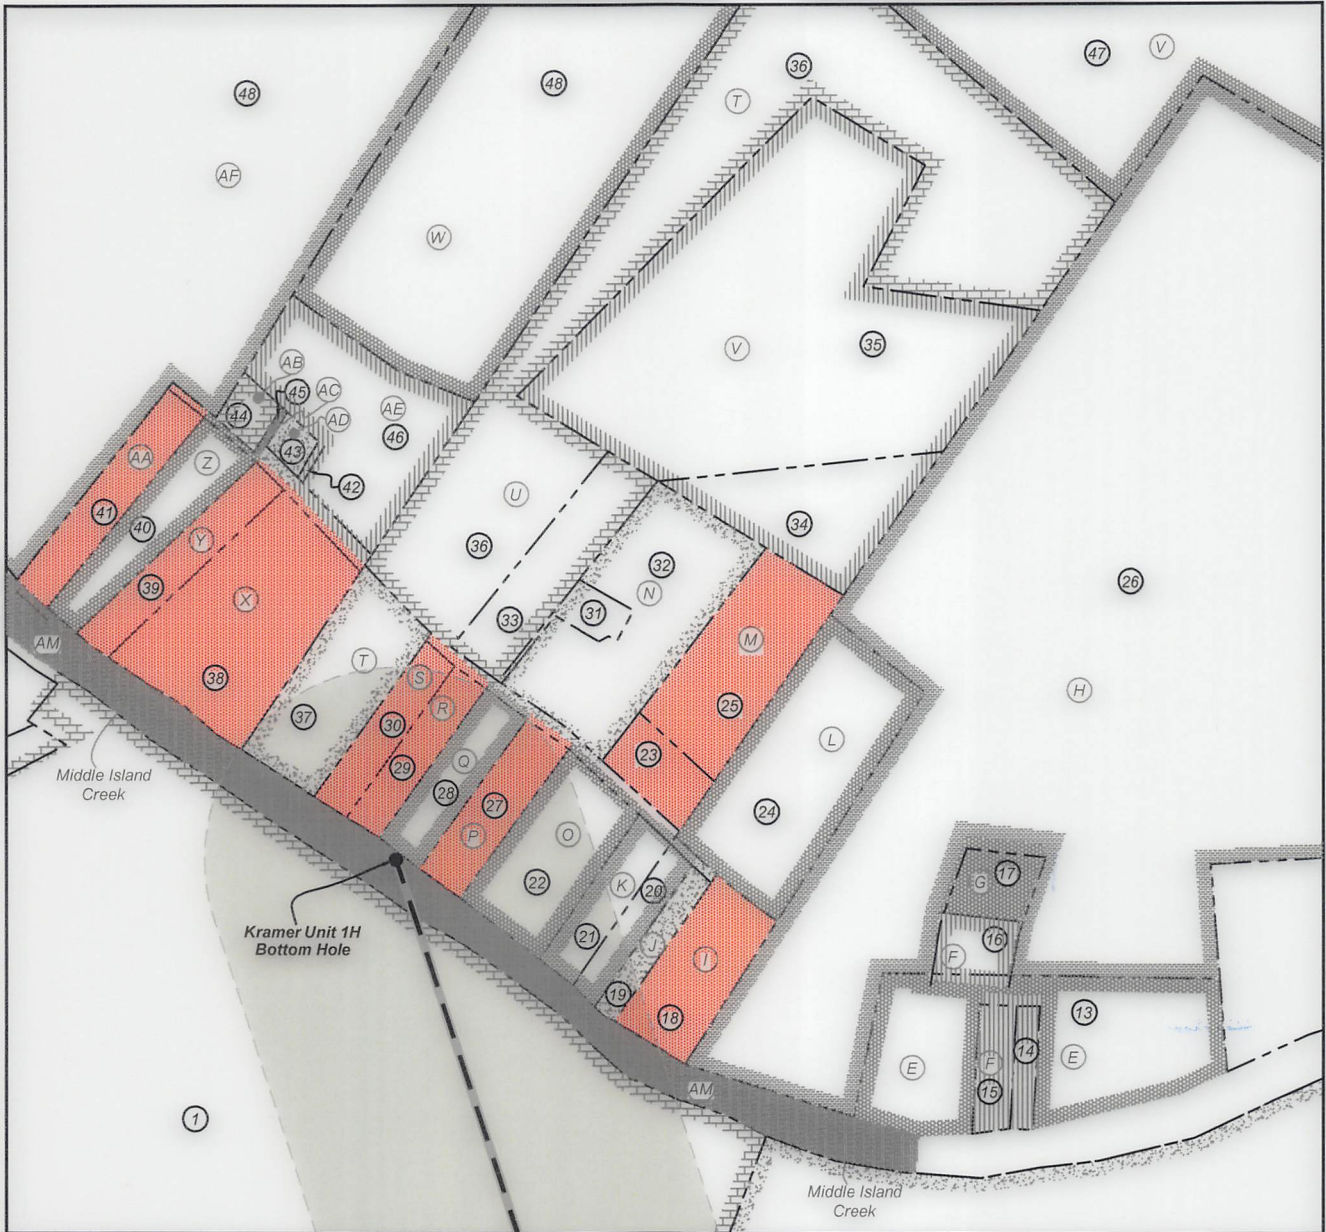 47
V
36
48
48
T
AF
W
35
V
AB
45
AC
AE
AD
44
46
AA
Z
43
42
U
41
40
36
34
Y
32
26
39
X
N
31
33
M
AM
T
S
38
R
25
H
37
30
L
23
Q
29
Middle Island
Creek
28
27
24
P
O
22
K
20
G
17
Kramer Unit 1H
Bottom Hole
21
J
16
F
I
19
18
13
14
E
F
E
AM
15
1
Middle Island
Creek